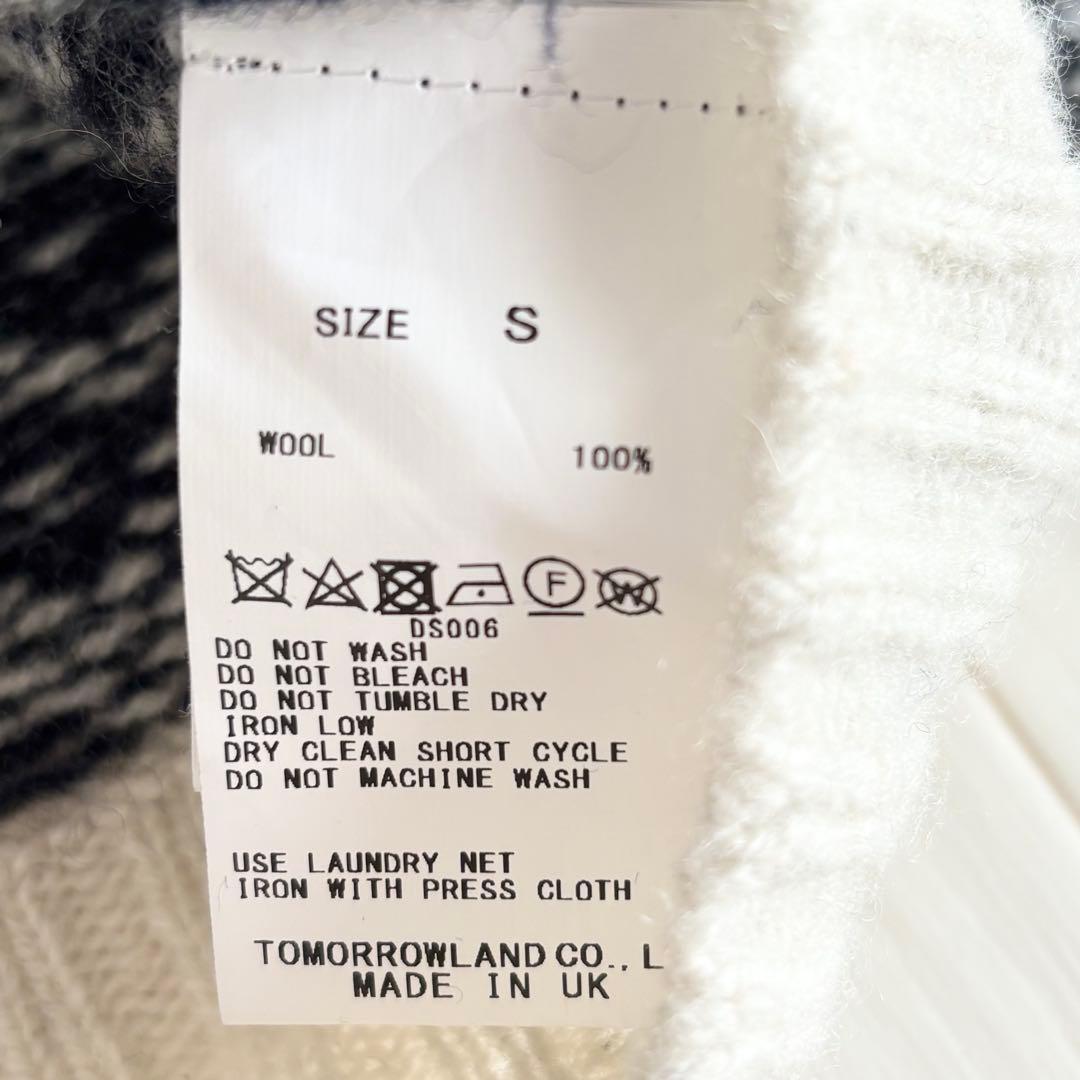 SIZE S
WOOL 100%
F W
DS006
DO NOT WASH
DO NOT BLEACH
DO NOT TUMBLE DRY
IRON LOW
DRY CLEAN SHORT CYCLE
DO NOT MACHINE WASH
USE LAUNDRY NET
IRON WITH PRESS CLOTH
TOMORROWLAND CO., L
MADE IN UK